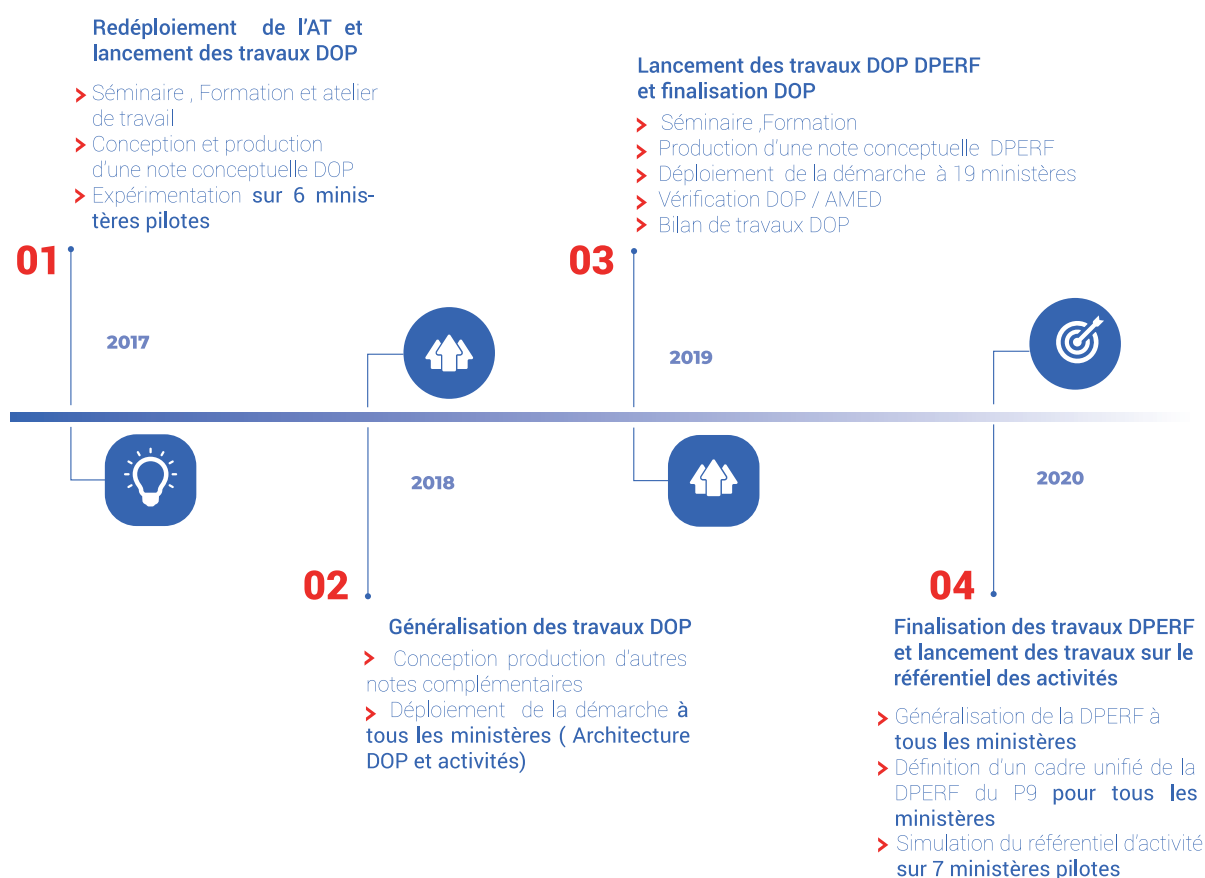 Redéploiement de l'AT et
lancement des travaux DOP
Séminaire , Formation et atelier
de travail
Conception et production
d'une note conceptuelle DOP
Expérimentation sur 6 minis-
tères pilotes
01
2017
02
2018
Généralisation des travaux DOP
Conception production d'autres
notes complémentaires
Déploiement de la démarche à
tous les ministères ( Architecture
DOP et activités)
Lancement des travaux DOP DPERF
et finalisation DOP
Séminaire ,Formation
Production d'une note conceptuelle DPERF
Déploiement de la démarche à 19 ministères
Vérification DOP / AMED
Bilan de travaux DOP
03
2019
04
2020
Finalisation des travaux DPERF
et lancement des travaux sur le
référentiel des activités
Généralisation de la DPERF à
tous les ministères
Définition d'un cadre unifié de la
DPERF du P9 pour tous les
ministères
Simulation du référentiel d'activité
sur 7 ministères pilotes